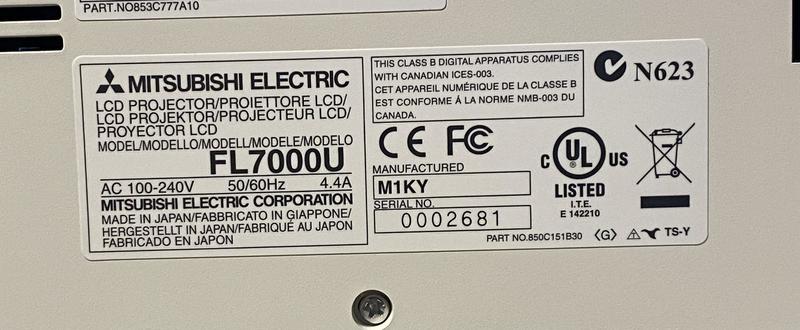 PART.NO853C777A10
MITSUBISHI ELECTRIC
LCD PROJECTOR/PROIETTORE LCD/
LCD PROJEKTOR/PROJECTEUR LCD/
PROYECTOR LCD
MODEL/MODELLO/MODELL/MODELE/MODELO
FL7000U
AC 100-240V 50/60Hz 4.4A
MITSUBISHI ELECTRIC CORPORATION
MADE IN JAPAN/FABBRICATO IN GIAPPONE/
HERGESTELLT IN JAPAN/FABRIQUÉ AU JAPON
FABRICADO EN JAPÓN
THIS CLASS B DIGITAL APPARATUS COMPLIES
WITH CANADIAN ICES-003.
CET APPAREIL NUMÉRIQUE DE LA CLASSE B
EST CONFORME Á LA NORME NMB-003 DU
CANADA.
N623
CE FC
MANUFACTURED
M1KY
SERIAL NO.
0002681
C UL US
®
LISTED
I.T.E.
E 142210
PART NO.850C151B30 〈G〉 TS-Y